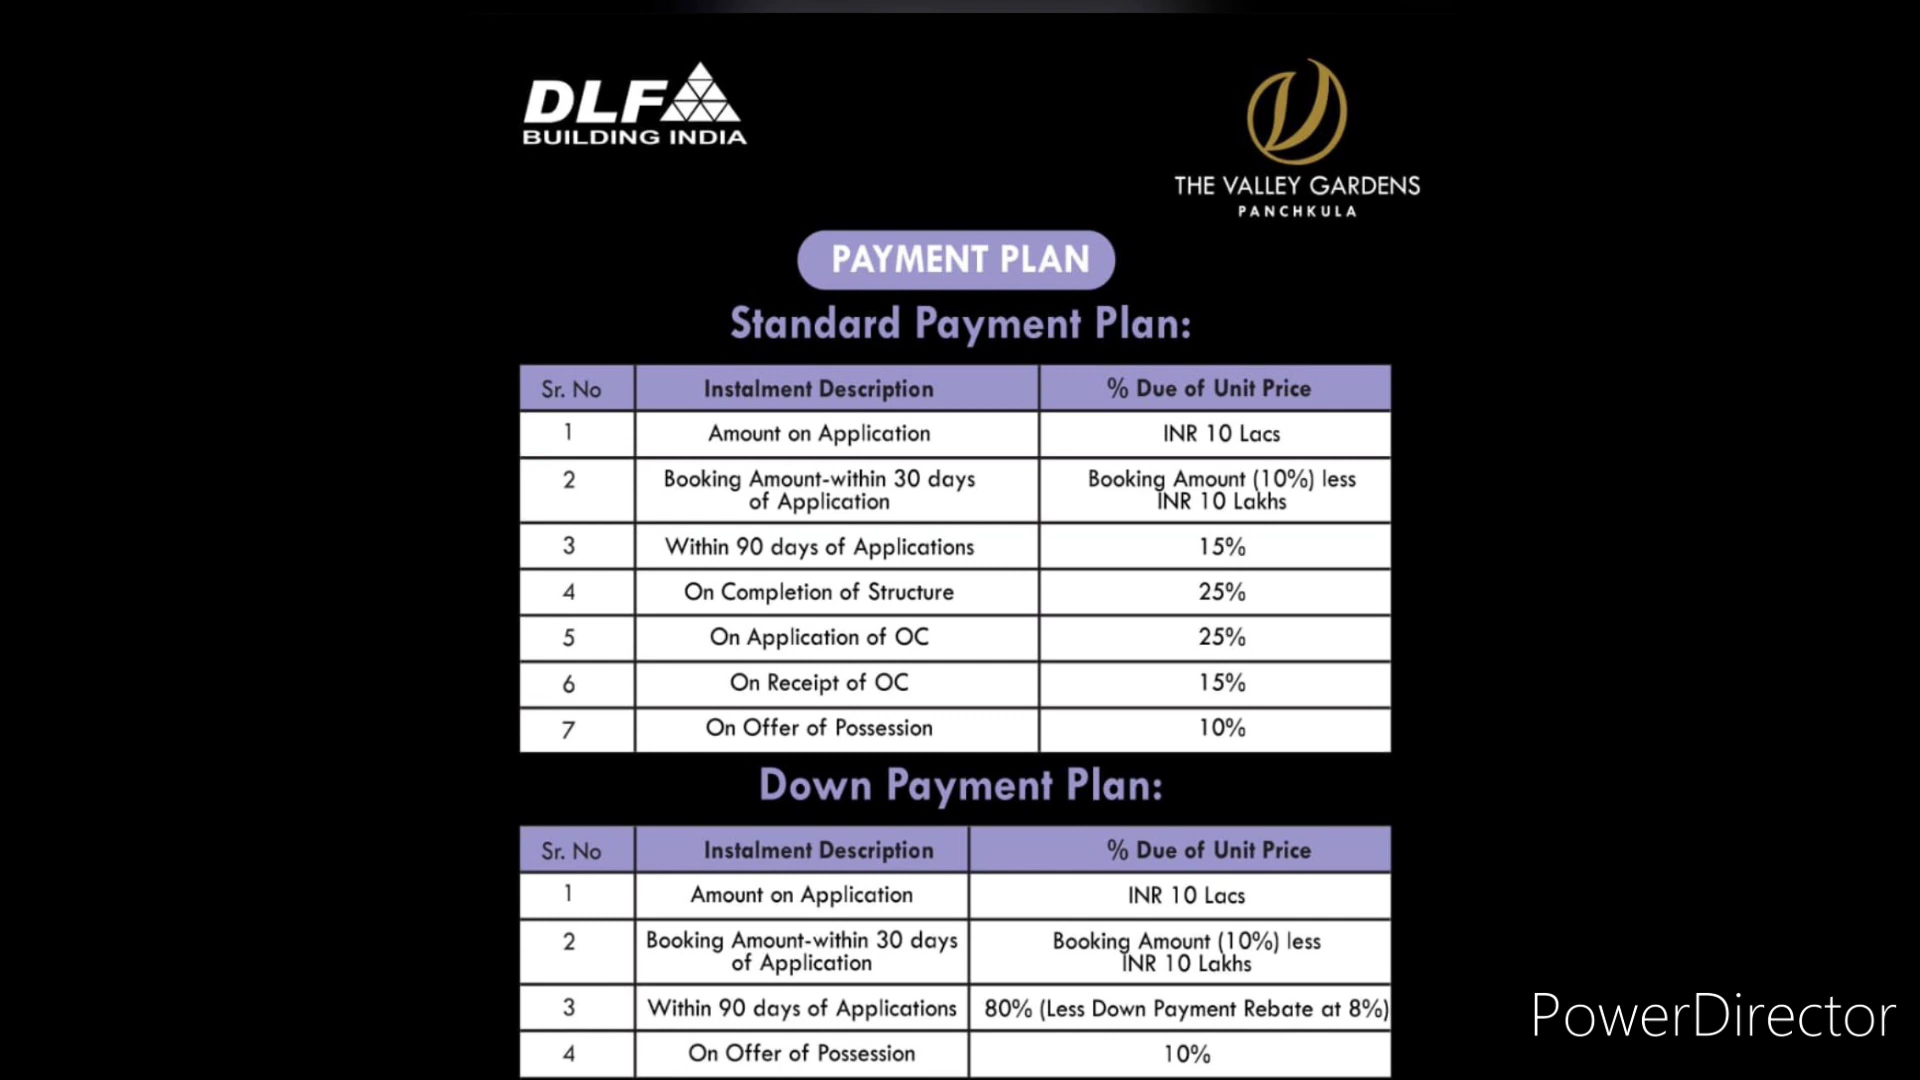 DLF
BUILDING INDIA
THE VALLEY GARDENS
PANCHKULA
PAYMENT PLAN
Standard Payment Plan:
Sr. No Instalment Description % Due of Unit Price
1 Amount on Application INR 10 Lacs
2 Booking Amount-within 30 days of Application Booking Amount (10%) less INR 10 Lakhs
3 Within 90 days of Applications 15%
4 On Completion of Structure 25%
5 On Application of OC 25%
6 On Receipt of OC 15%
7 On Offer of Possession 10%
Down Payment Plan:
Sr. No Instalment Description % Due of Unit Price
1 Amount on Application INR 10 Lacs
2 Booking Amount-within 30 days of Application Booking Amount (10%) less INR 10 Lakhs
3 Within 90 days of Applications 80% (Less Down Payment Rebate at 8%)
4 On Offer of Possession 10%
PowerDirector